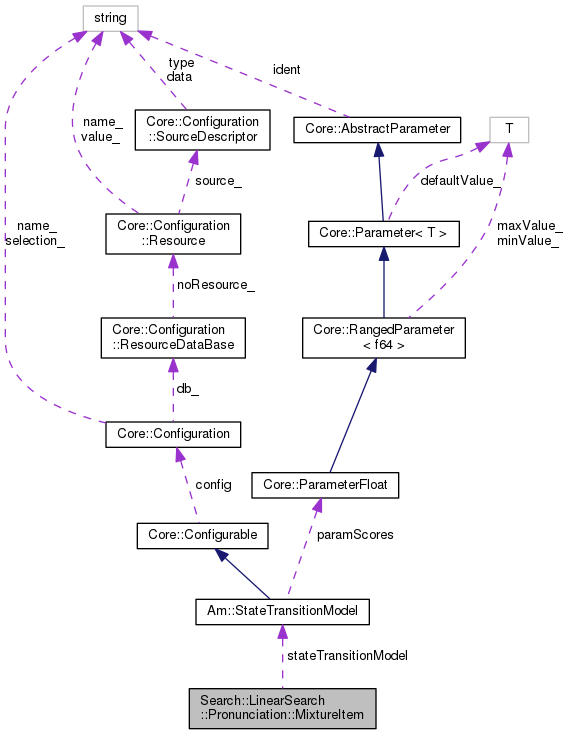 string
type
data
ident
name_
value_
Core::Configuration
::SourceDescriptor
Core::AbstractParameter
T
source_
defaultValue_
name_
selection_
Core::Configuration
::Resource
Core::Parameter< T >
maxValue_
minValue_
noResource_
Core::Configuration
::ResourceDataBase
Core::RangedParameter
< f64 >
db_
Core::Configuration
config
Core::ParameterFloat
Core::Configurable
paramScores
Am::StateTransitionModel
stateTransitionModel
Search::LinearSearch
::Pronunciation::MixtureItem